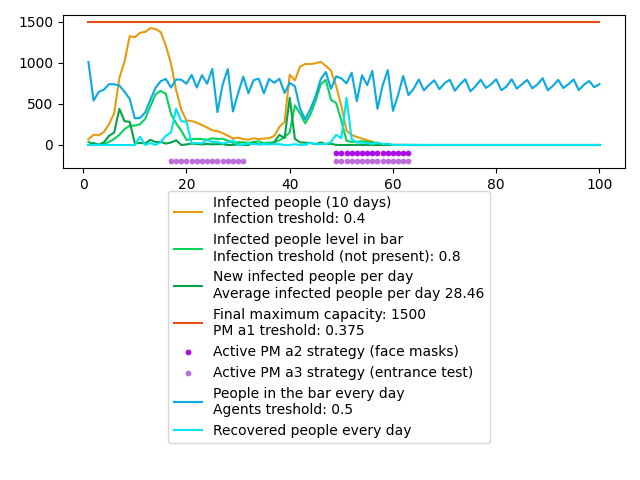 1500
1000
500
0
0 20 40 60 80 100
Infected people (10 days)
Infection treshold: 0.4
Infected people level in bar
Infection treshold (not present): 0.8
New infected people per day
Average infected people per day 28.46
Final maximum capacity: 1500
PM a1 treshold: 0.375
Active PM a2 strategy (face masks)
Active PM a3 strategy (entrance test)
People in the bar every day
Agents treshold: 0.5
Recovered people every day